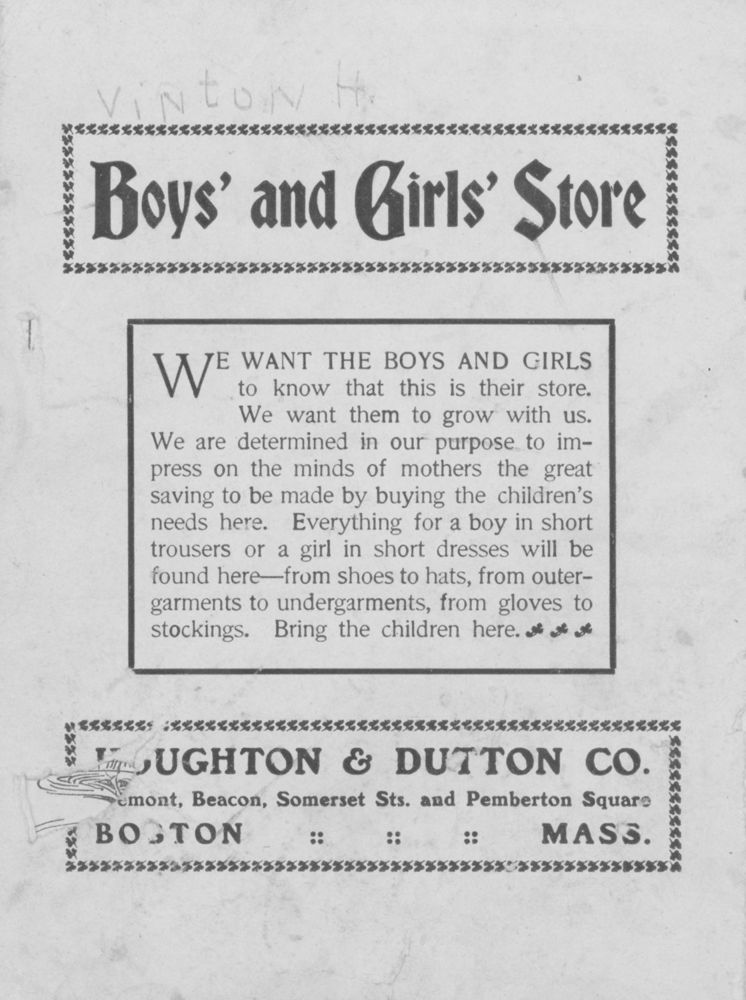 VINTON H.
Boys' and Girls' Store
WE WANT THE BOYS AND GIRLS
to know that this is their store.
We want them to grow with us.
We are determined in our purpose to im-
press on the minds of mothers the great
saving to be made by buying the children's
needs here. Everything for a boy in short
trousers or a girl in short dresses will be
found here—from shoes to hats, from outer-
garments to undergarments, from gloves to
stockings. Bring the children here.
& DUTTON CO.
Beacon, Somerset Sts. and Pemberton Square
BOSTON :: :: :: MASS.